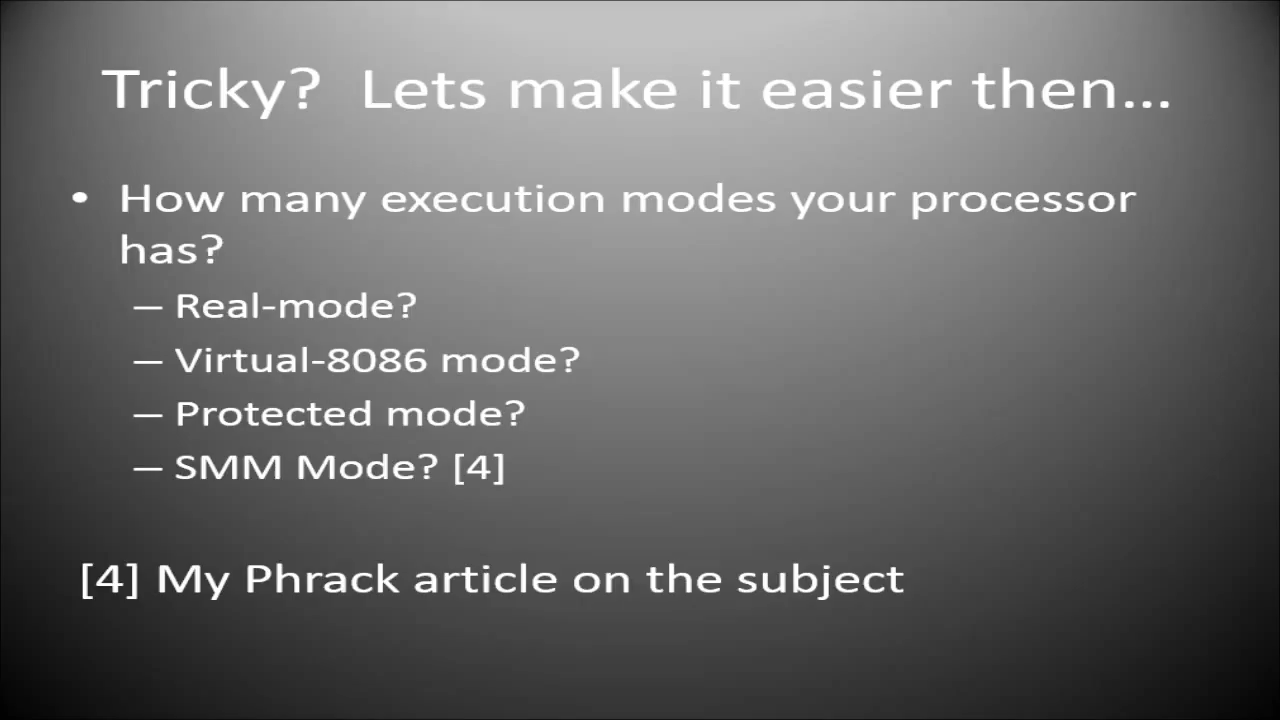 Tricky? Lets make it easier then...
• How many execution modes your processor
has?
– Real-mode?
– Virtual-8086 mode?
– Protected mode?
– SMM Mode? [4]
[4] My Phrack article on the subject